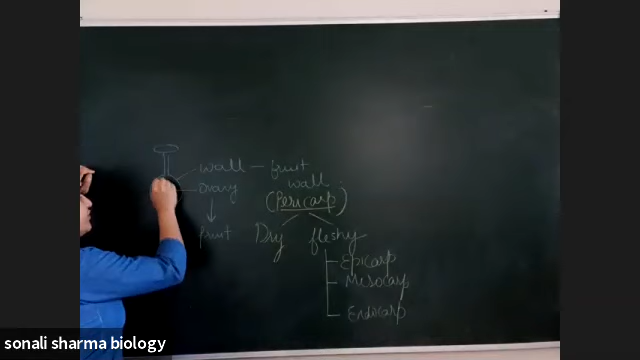 wall — fruit
wall
ovary
(Pericarp)
fruit
Dry
fleshy
Epicarp
Mesocarp
Endocarp
sonali sharma biology